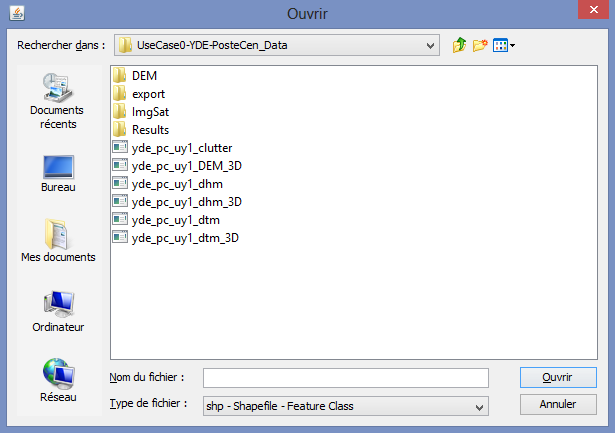 Ouvrir
Rechercher dans :
UseCase0-YDE-PosteCen_Data
Documents
récents
Bureau
Mes documents
Ordinateur
Réseau
DEM
export
ImgSat
Results
yde_pc_uy1_clutter
yde_pc_uy1_DEM_3D
yde_pc_uy1_dhm
yde_pc_uy1_dhm_3D
yde_pc_uy1_dtm
yde_pc_uy1_dtm_3D
Nom du fichier :
Ouvrir
Type de fichier :
shp - Shapefile - Feature Class
Annuler